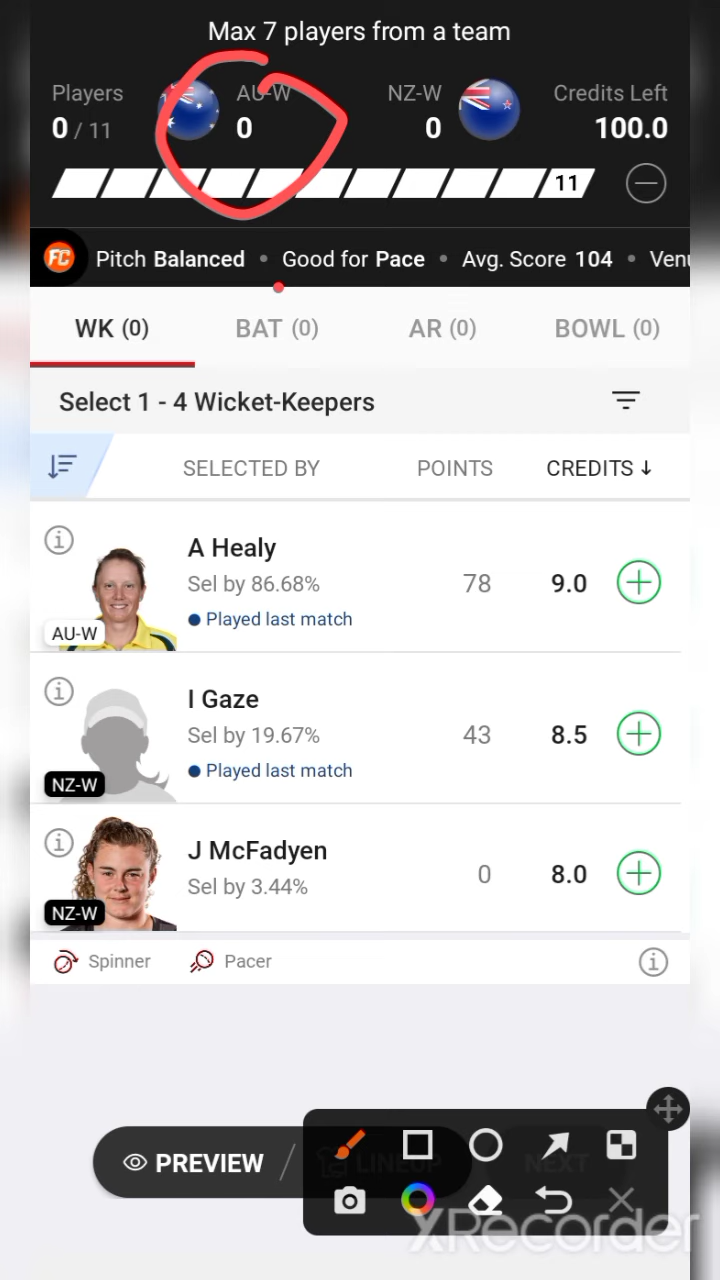 Max 7 players from a team
Players AU-W NZ-W Credits Left
0 / 11 0 0 100.0
11
FC Pitch Balanced • Good for Pace • Avg. Score 104 • Venu
WK (0) BAT (0) AR (0) BOWL (0)
Select 1 - 4 Wicket-Keepers
SELECTED BY POINTS CREDITS ↓
A Healy
Sel by 86.68% 78 9.0
Played last match
AU-W
I Gaze
Sel by 19.67% 43 8.5
Played last match
NZ-W
J McFadyen
Sel by 3.44% 0 8.0
NZ-W
Spinner Pacer
PREVIEW / LINEUP NEXT
XRecorder